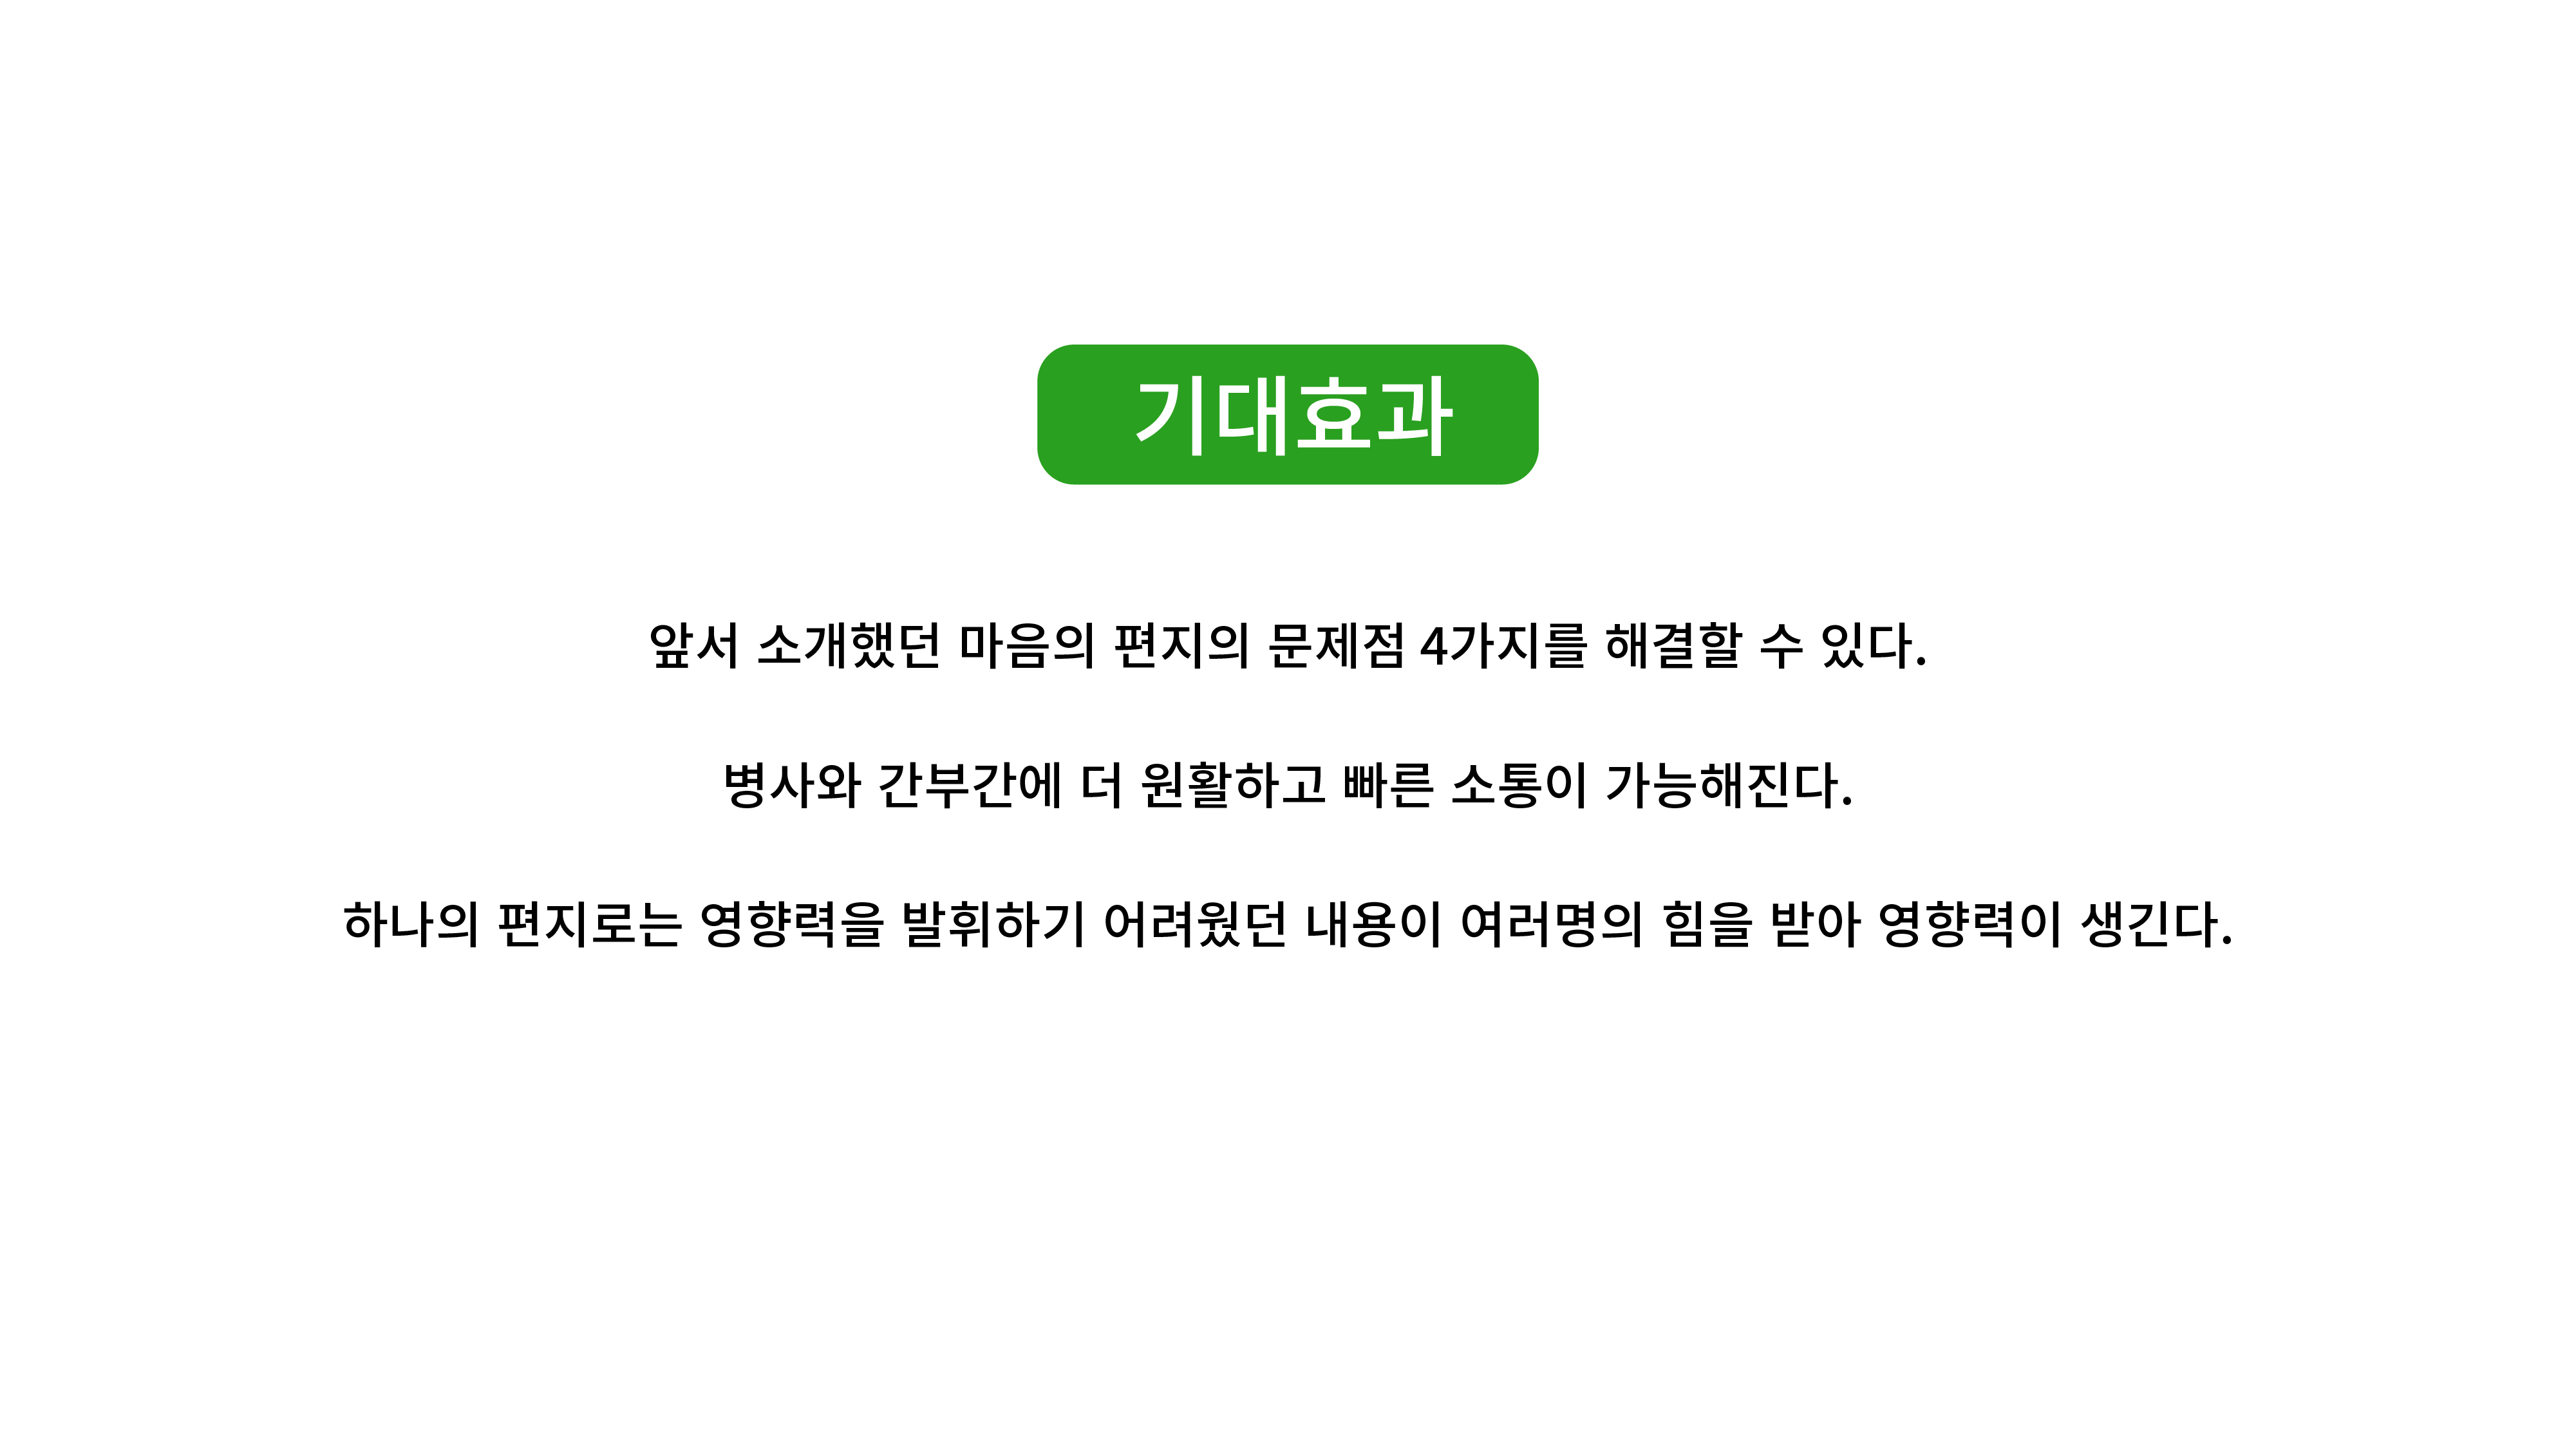 기대효과
앞서 소개했던 마음의 편지의 문제점 4가지를 해결할 수 있다.
병사와 간부간에 더 원활하고 빠른 소통이 가능해진다.
하나의 편지로는 영향력을 발휘하기 어려웠던 내용이 여러명의 힘을 받아 영향력이 생긴다.